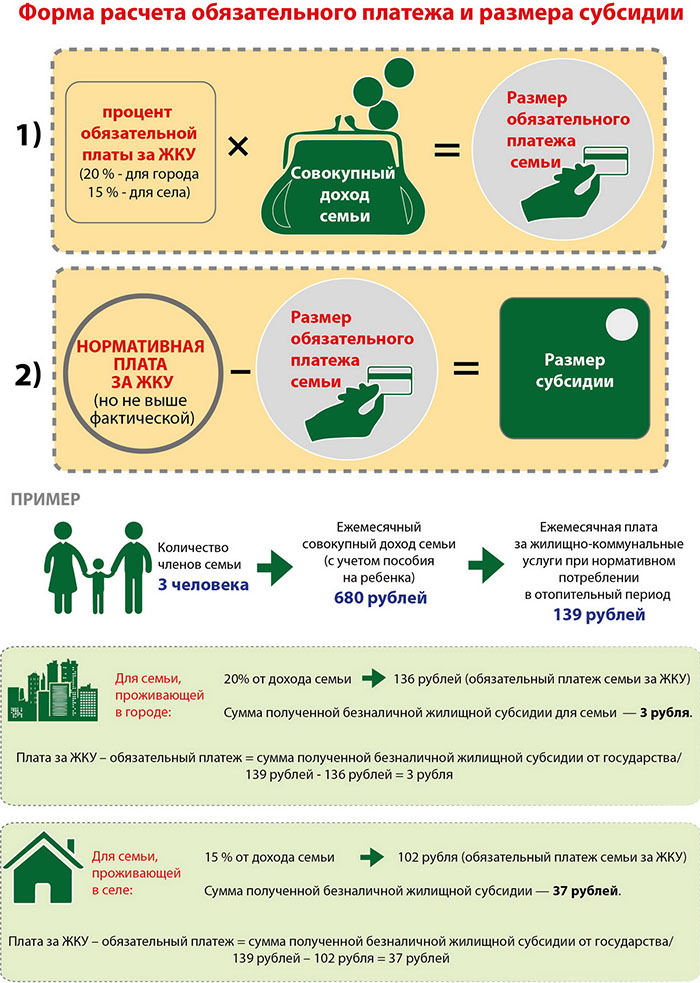 Форма расчета обязательного платежа и размера субсидии
1)
процент
обязательной
платы за ЖКУ
(20 % - для города
15 % - для села)
×
Совокупный
доход
семьи
=
Размер
обязательного
платежа
семьи
2)
НОРМАТИВНАЯ
ПЛАТА
ЗА ЖКУ
(но не выше
фактической)
–
Размер
обязательного
платежа
семьи
=
Размер
субсидии
ПРИМЕР
Количество
членов семьи
3 человека
Ежемесячный
совокупный доход семьи
(с учетом пособия
на ребенка)
680 рублей
Ежемесячная плата
за жилищно-коммунальные
услуги при нормативном
потреблении
в отопительный период
139 рублей
Для семьи,
проживающей
в городе:
20% от дохода семьи
136 рублей (обязательный платеж семьи за ЖКУ)
Сумма полученной безналичной жилищной субсидии для семьи — 3 рубля.
Плата за ЖКУ – обязательный платеж = сумма полученной безналичной жилищной субсидии от государства/
139 рублей - 136 рублей = 3 рубля
Для семьи,
проживающей
в селе:
15 % от дохода семьи
102 рубля (обязательный платеж семьи за ЖКУ)
Сумма полученной безналичной жилищной субсидии — 37 рублей.
Плата за ЖКУ – обязательный платеж = сумма полученной безналичной жилищной субсидии от государства/
139 рублей – 102 рубля = 37 рублей